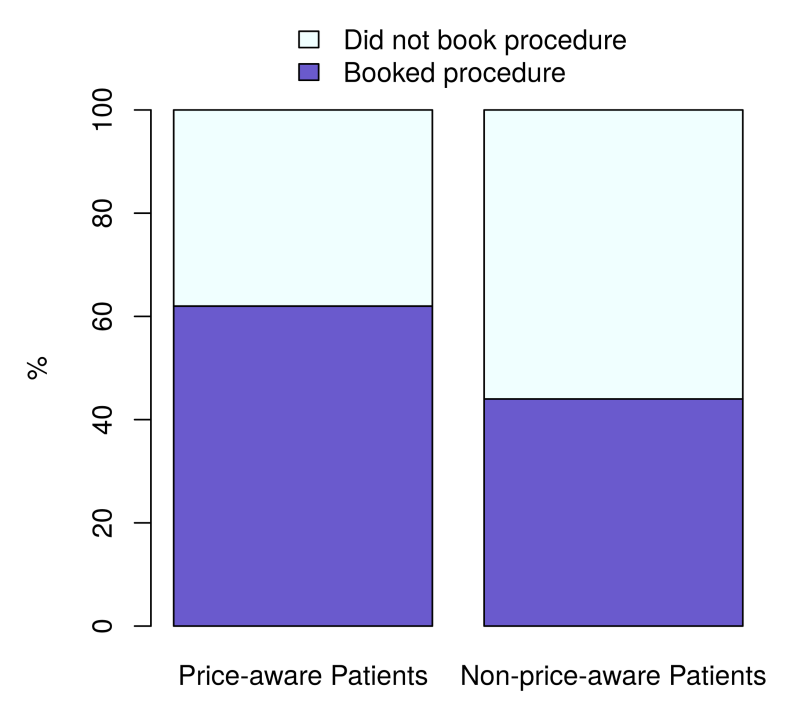 Did not book procedure
Booked procedure
100
80
60
40
20
0
%
Price-aware Patients
Non-price-aware Patients